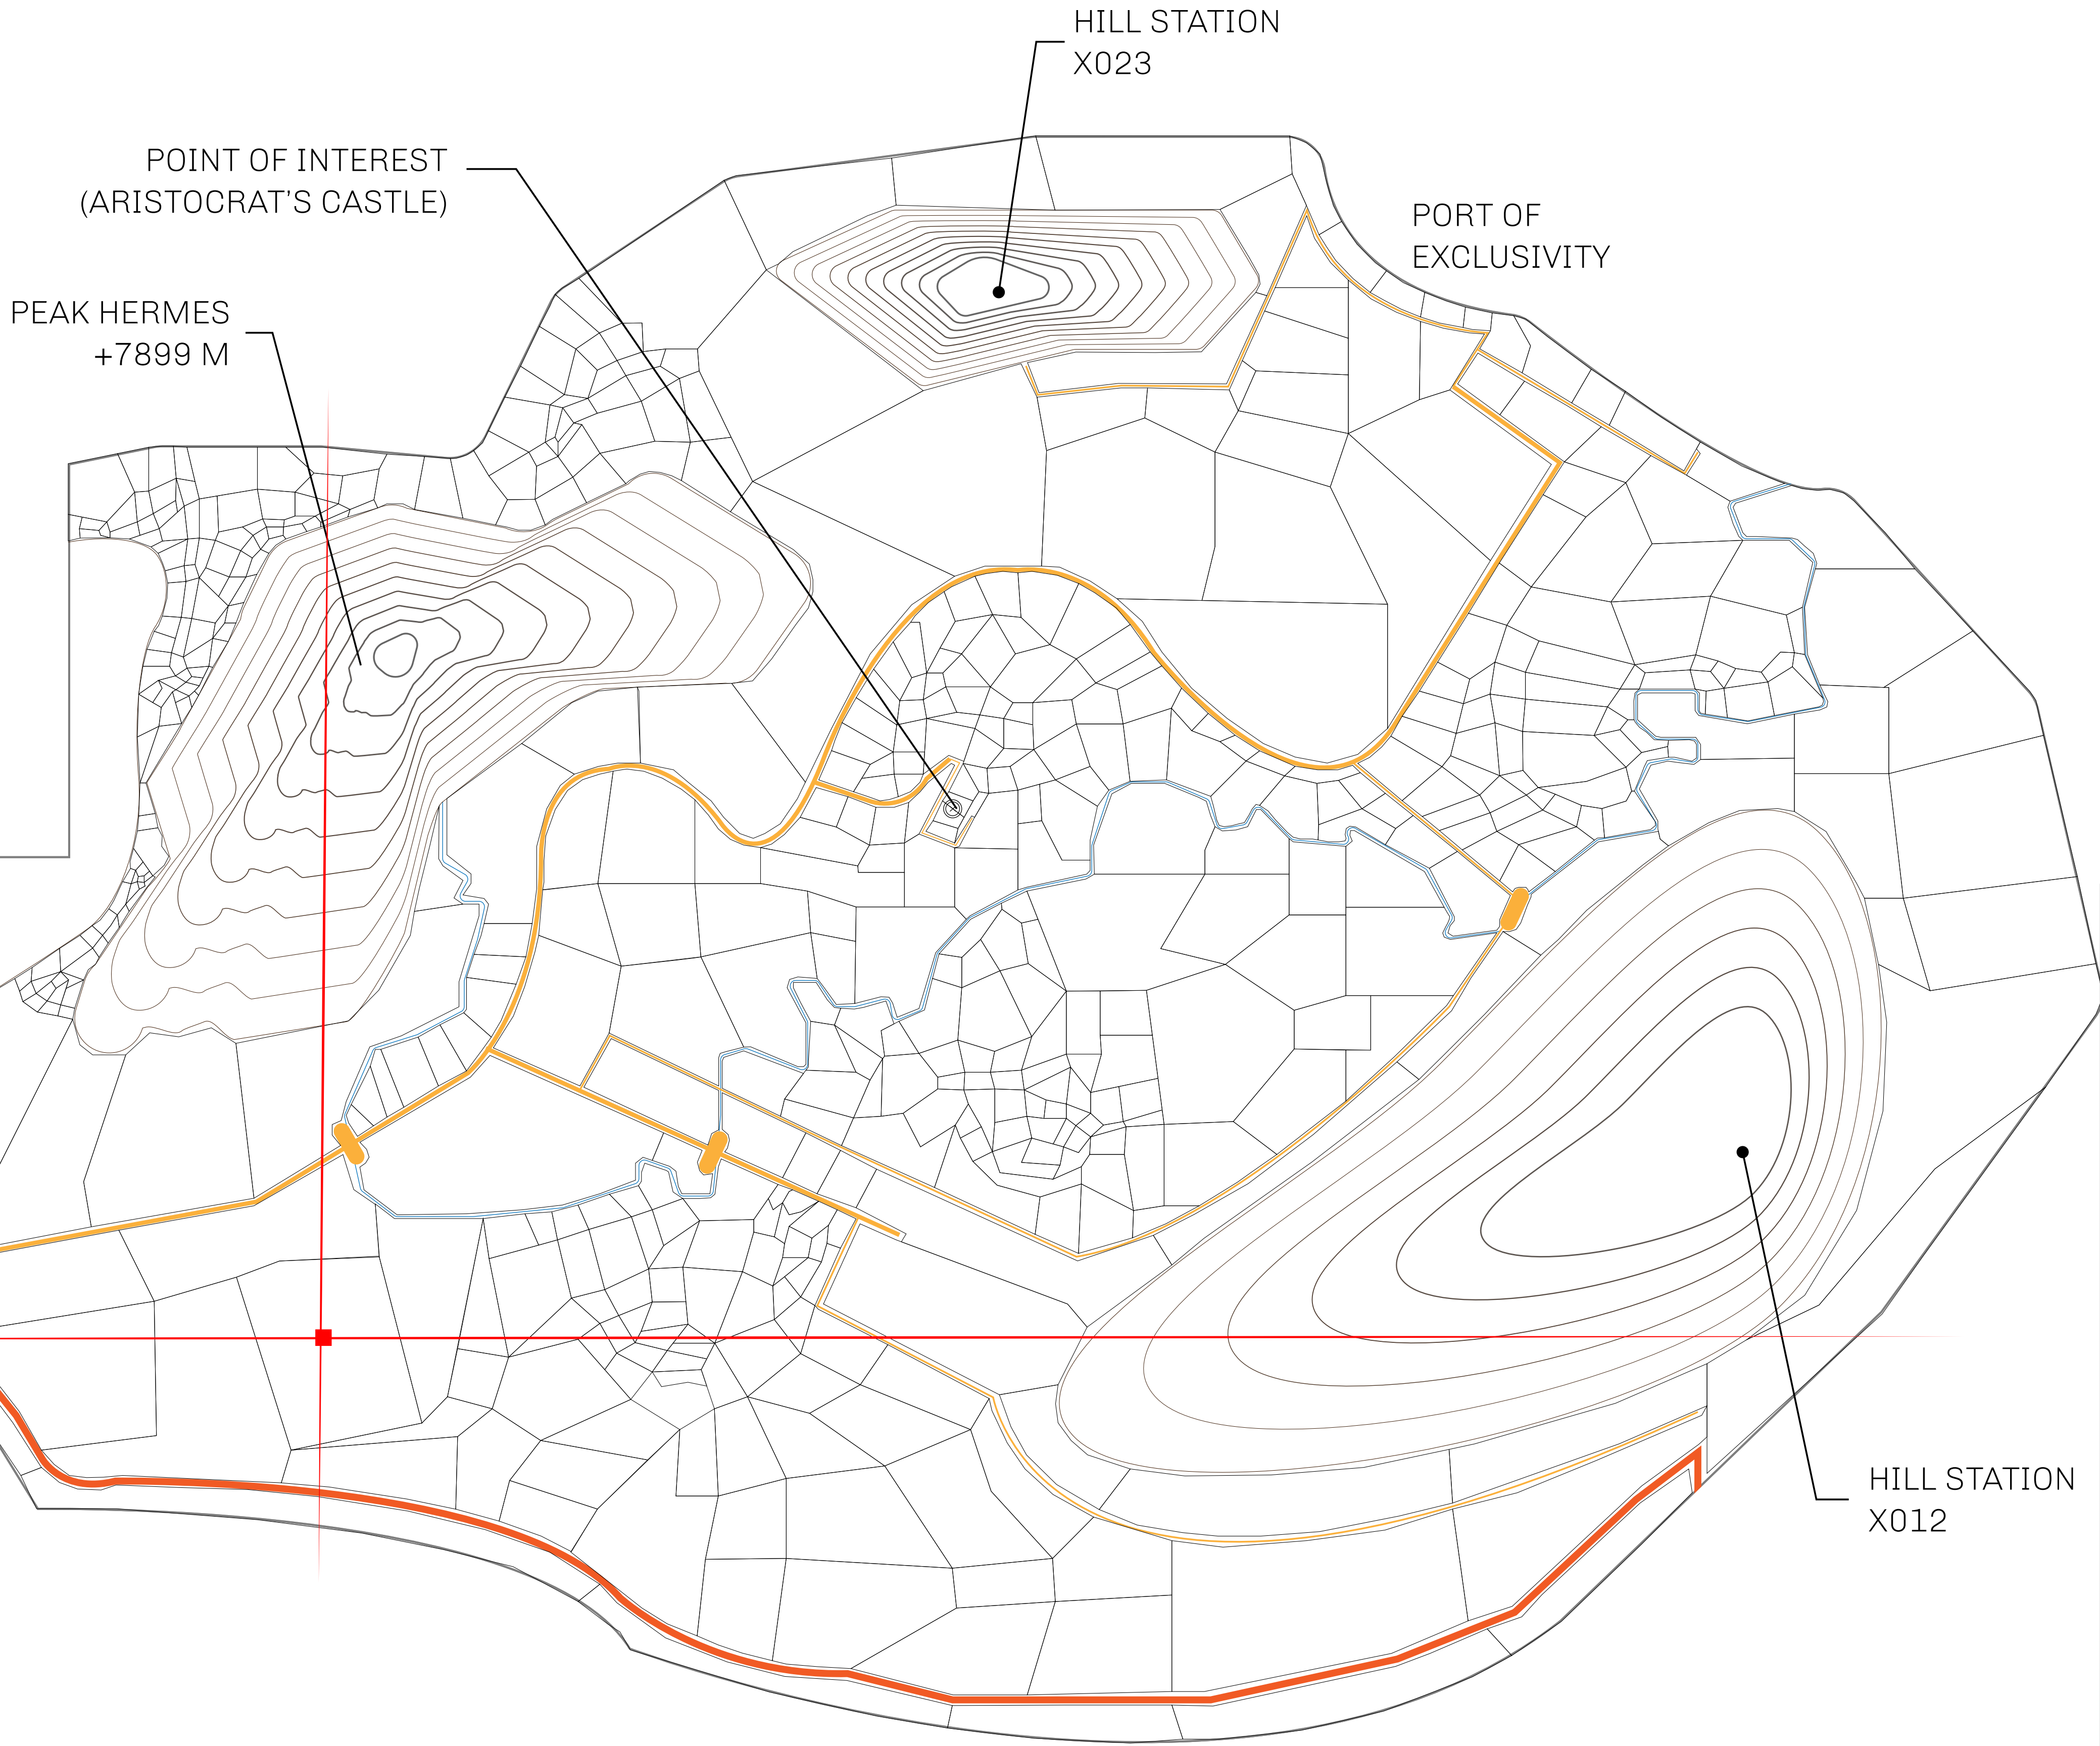 HILL STATION
X023
POINT OF INTEREST
(ARISTOCRAT'S CASTLE)
PORT OF
EXCLUSIVITY
PEAK HERMES
+7899 M
HILL STATION
X012